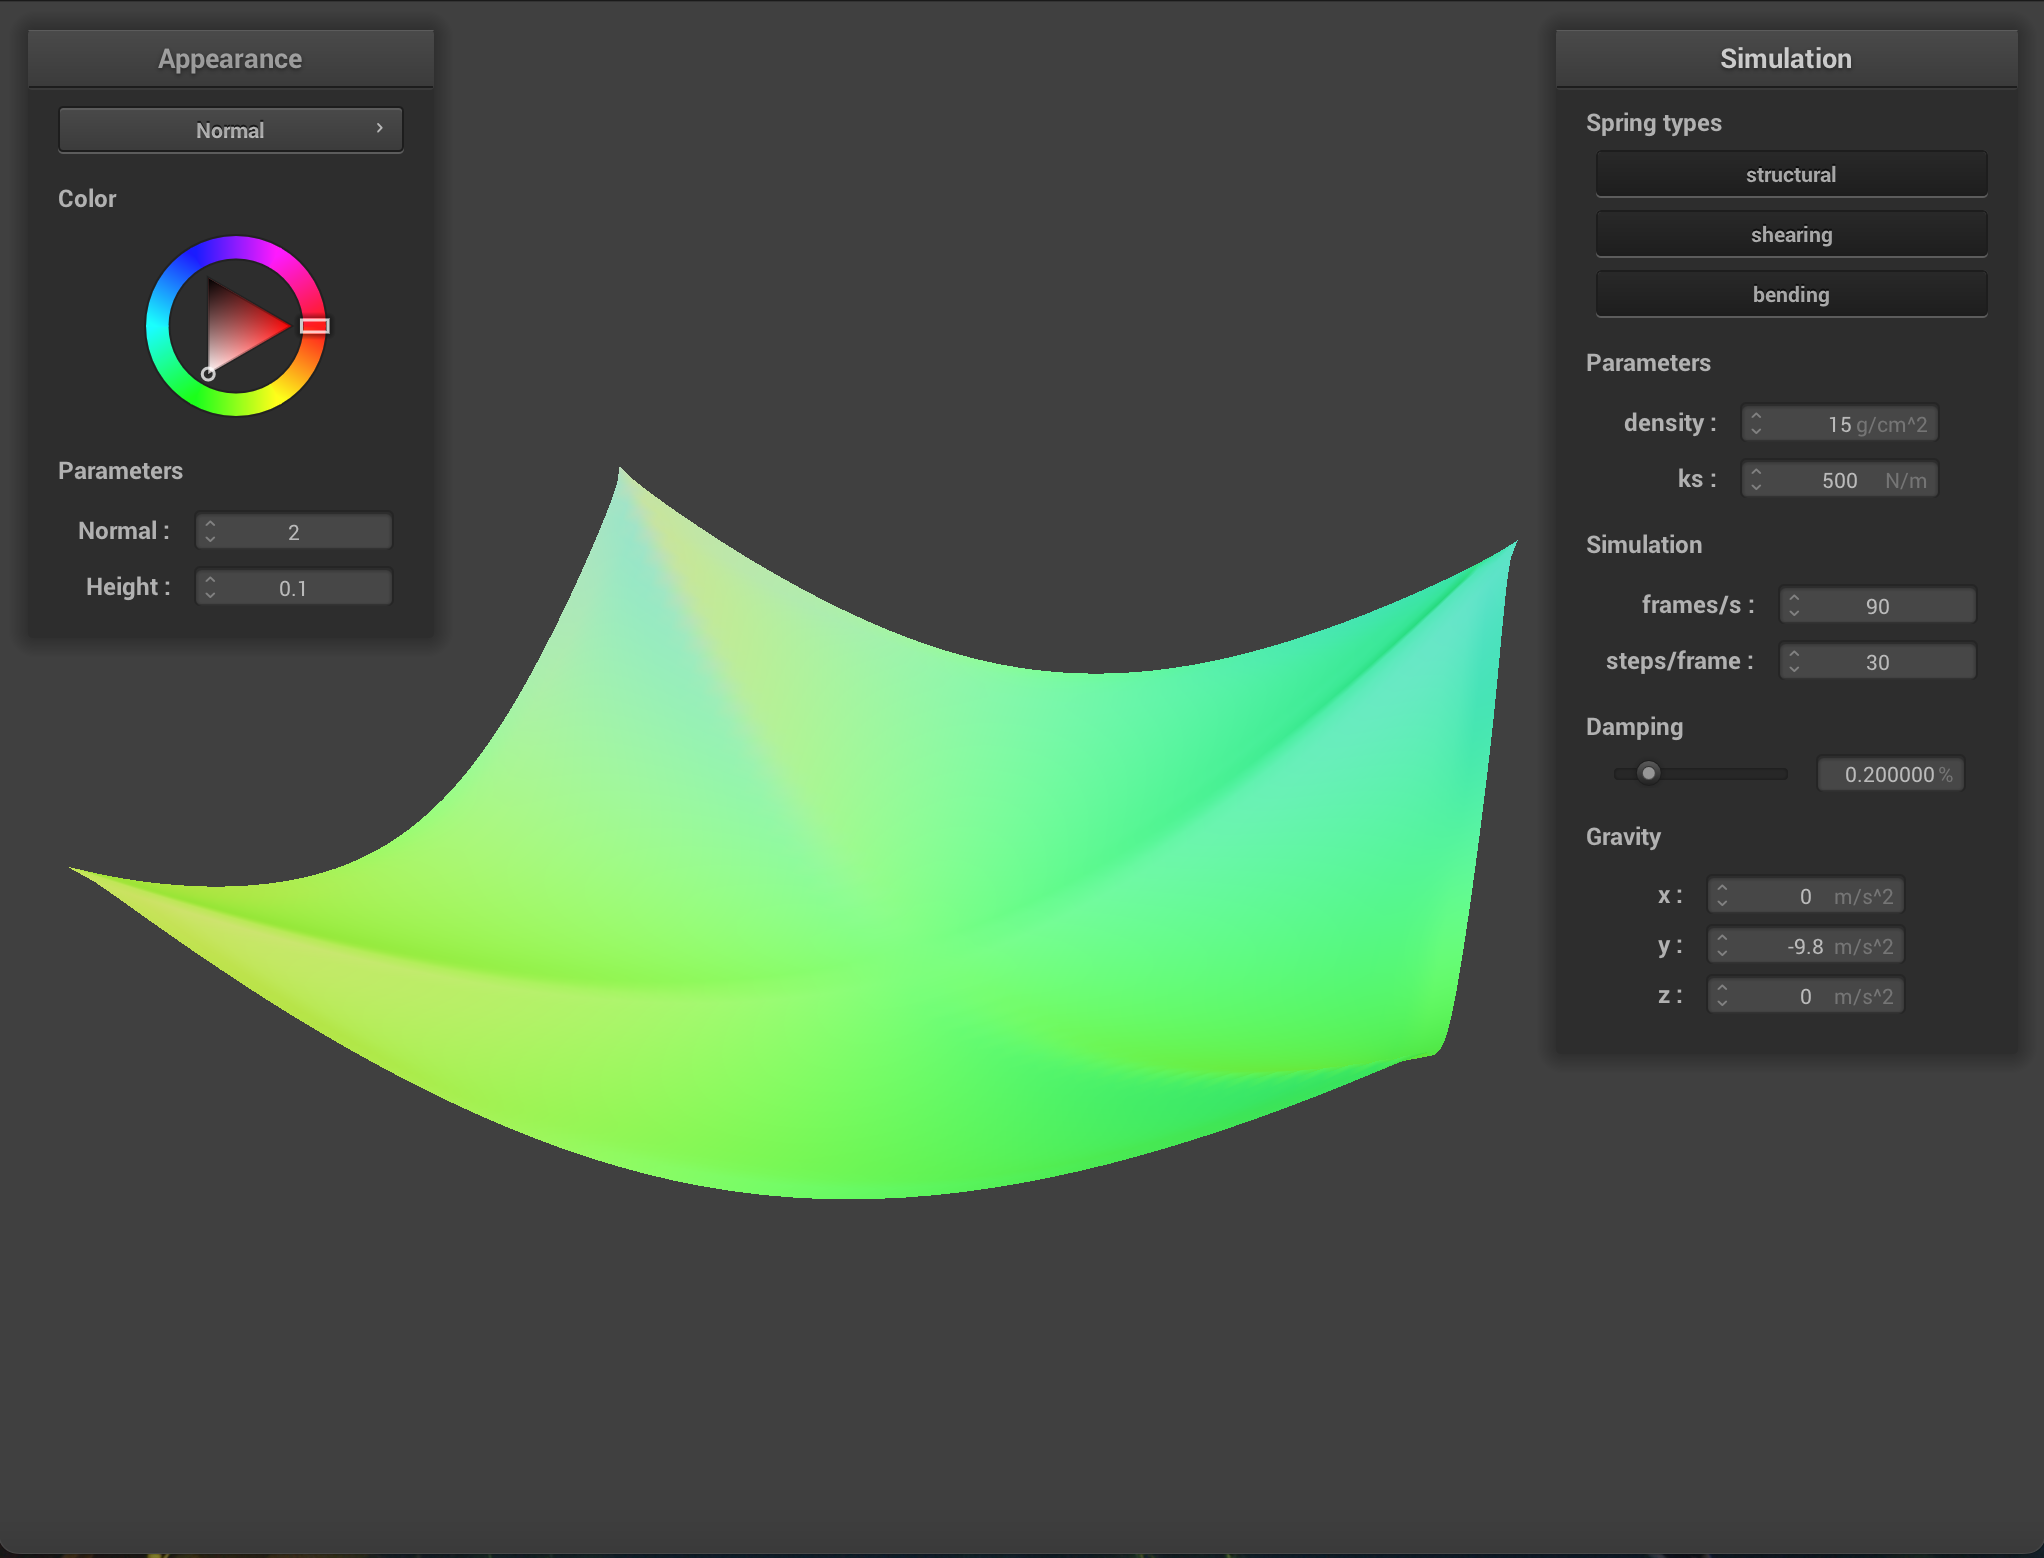 Appearance
Normal
Color
Parameters
Normal : 2
Height : 0.1
Simulation
Spring types
structural
shearing
bending
Parameters
density : 15 g/cm^2
ks : 500 N/m
Simulation
frames/s : 90
steps/frame : 30
Damping
0.200000 %
Gravity
x : 0 m/s^2
y : -9.8 m/s^2
z : 0 m/s^2